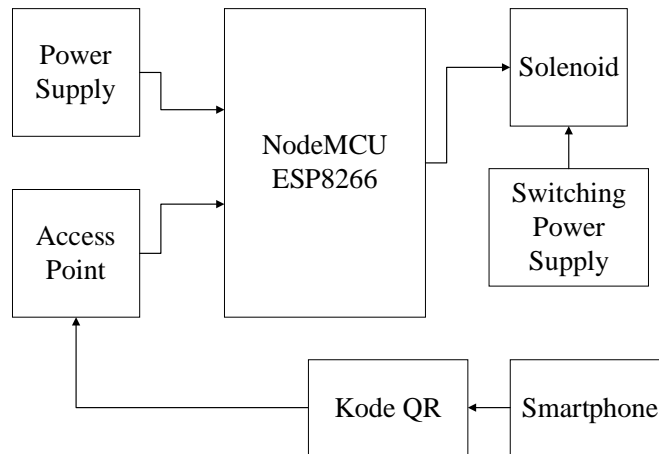 Power
Supply
NodeMCU
ESP8266
Solenoid
Access
Point
Switching
Power
Supply
Kode QR
Smartphone